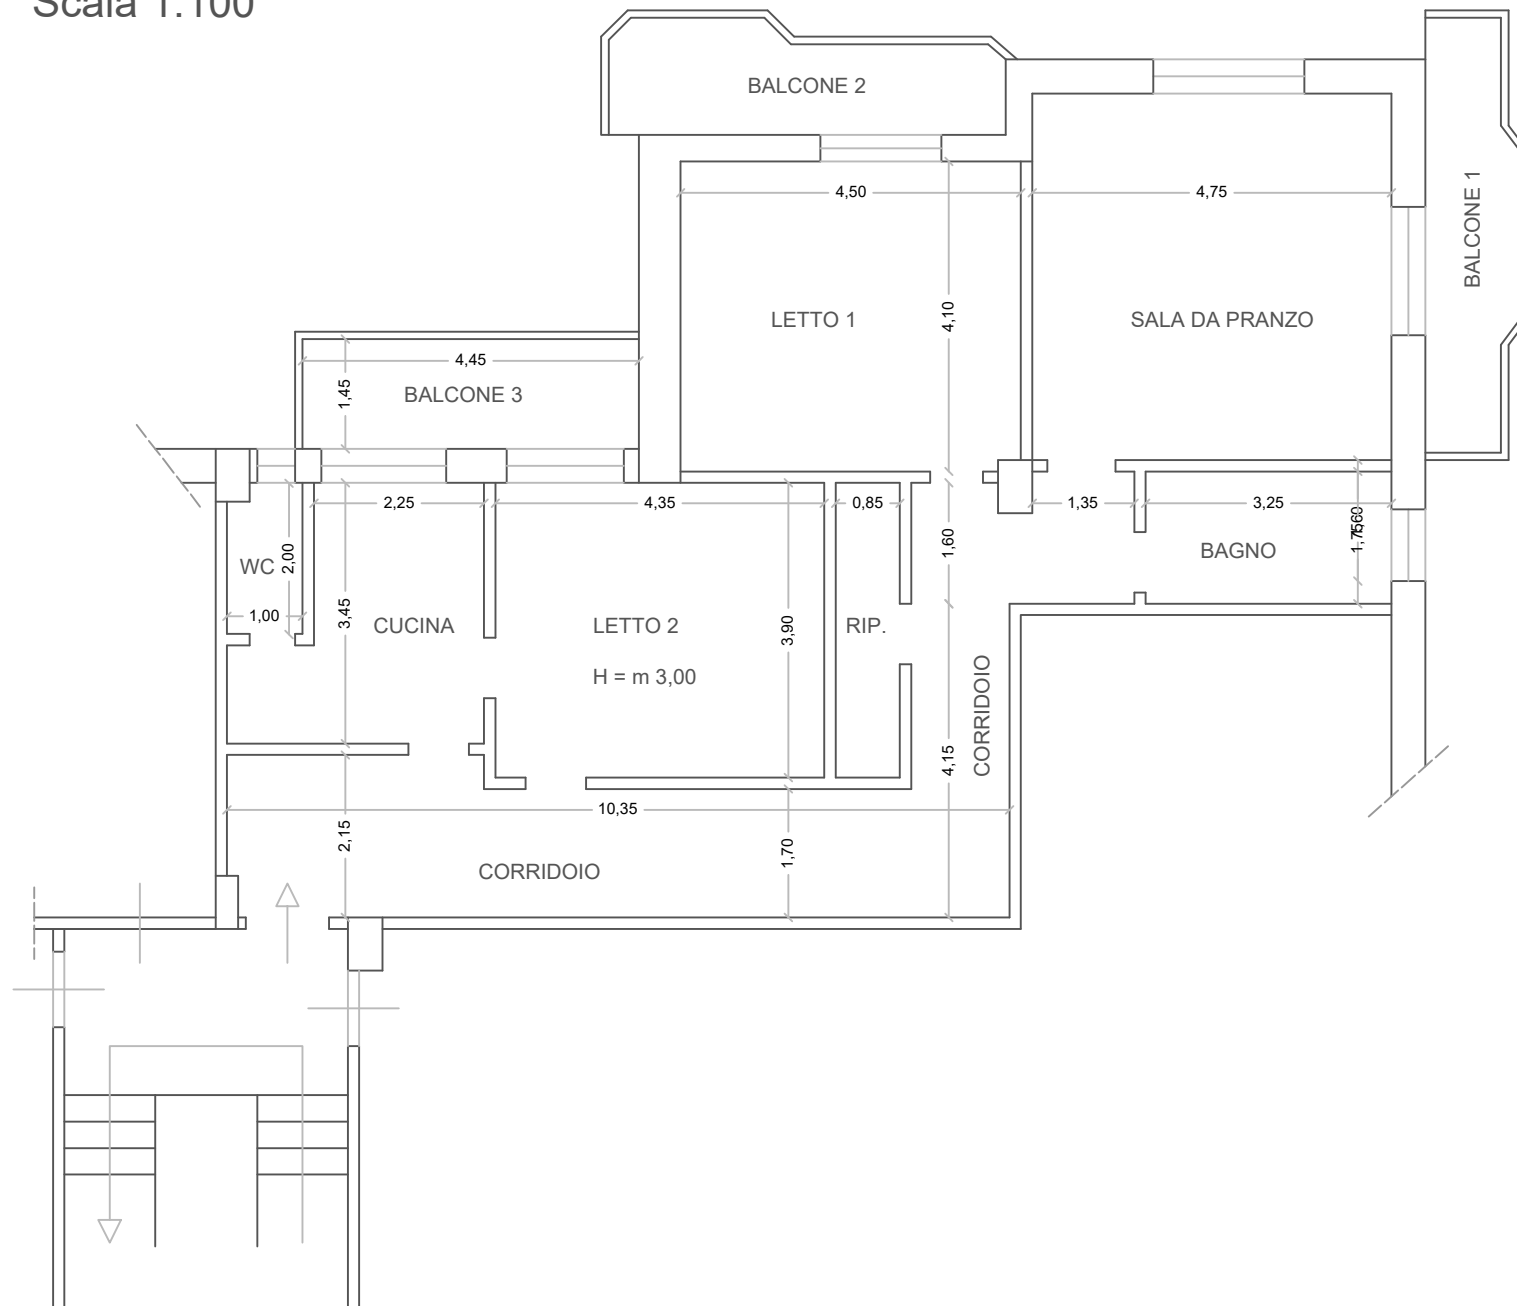 Scala 1:100
BALCONE 2
4,50
4,75
BALCONE 1
LETTO 1
4,10
SALA DA PRANZO
4,45
1,45
BALCONE 3
2,25
4,35
0,85
1,35
3,25
1,60
BAGNO
WC
2,00
1,00
3,45
CUCINA
LETTO 2
3,90
RIP.
H = m 3,00
CORRIDOIO
4,15
10,35
2,15
1,70
CORRIDOIO